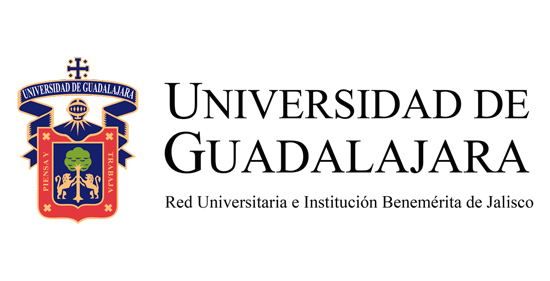 UNIVERSIDAD DE GUADALAJARA
PIENSA Y
TRABAJA
UNIVERSIDAD DE
GUADALAJARA
Red Universitaria e Institución Benemérita de Jalisco